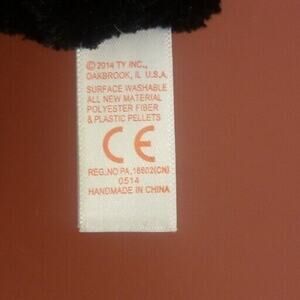 © 2014 TY INC.,
OAKBROOK, IL U.S.A.
SURFACE WASHABLE
ALL NEW MATERIAL
POLYESTER FIBER
& PLASTIC PELLETS
CE
REG.NO PA.16602(CN)
0514
HANDMADE IN CHINA